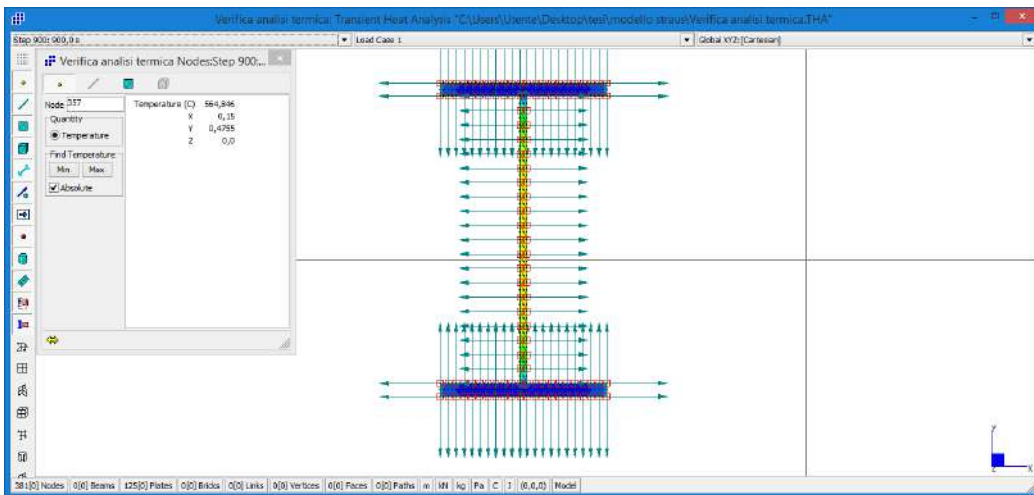 Verifica analisi termica: Transient Heat Analysis "C:\Users\Utente\Desktop\tesi\modello straus\Verifica analisi termica.THA"
Step 900: 900,0 s
Load Case 1
Global XYZ:[Cartesian]
Verifica analisi termica Nodes:Step 900:...
Node 357
Quantity
Temperature
Find Temperature
Min Max
Absolute
Temperature (C) 564,846
X 0,15
Y 0,4755
Z 0,0
Y
Z X
381[0] Nodes 0[0] Beams 125[0] Plates 0[0] Bricks 0[0] Links 0[0] Vertices 0[0] Faces 0[0] Paths m kN kg Pa C J (0,0,0) Model